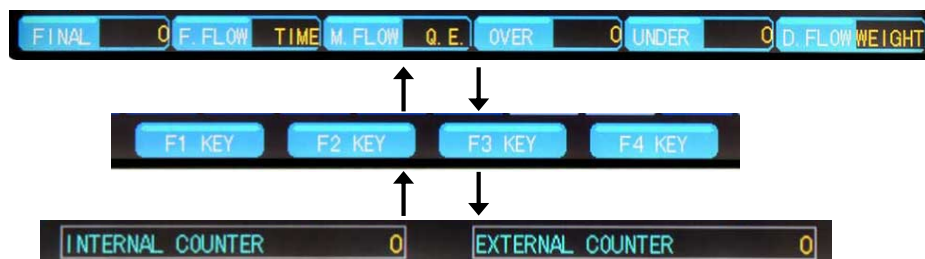 FINAL 0 F.FLOW TIME M.FLOW Q.E. OVER 0 UNDER 0 D.FLOW WEIGHT
F1 KEY F2 KEY F3 KEY F4 KEY
INTERNAL COUNTER 0 EXTERNAL COUNTER 0